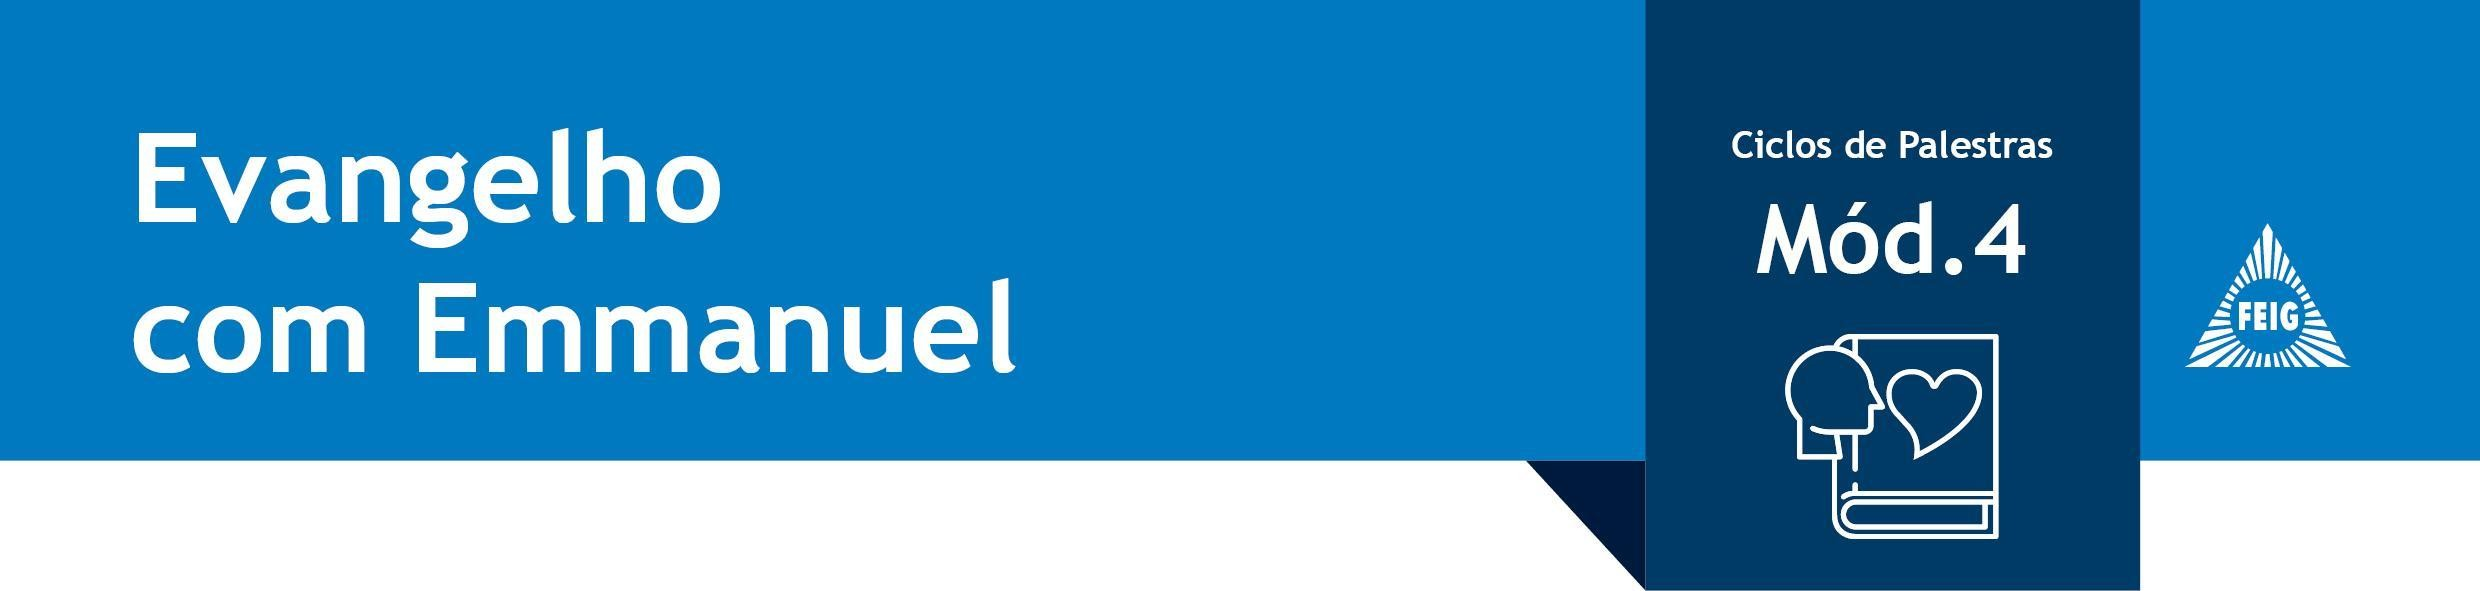 Evangelho
com Emmanuel
Ciclos de Palestras
Mód.4
FEIG